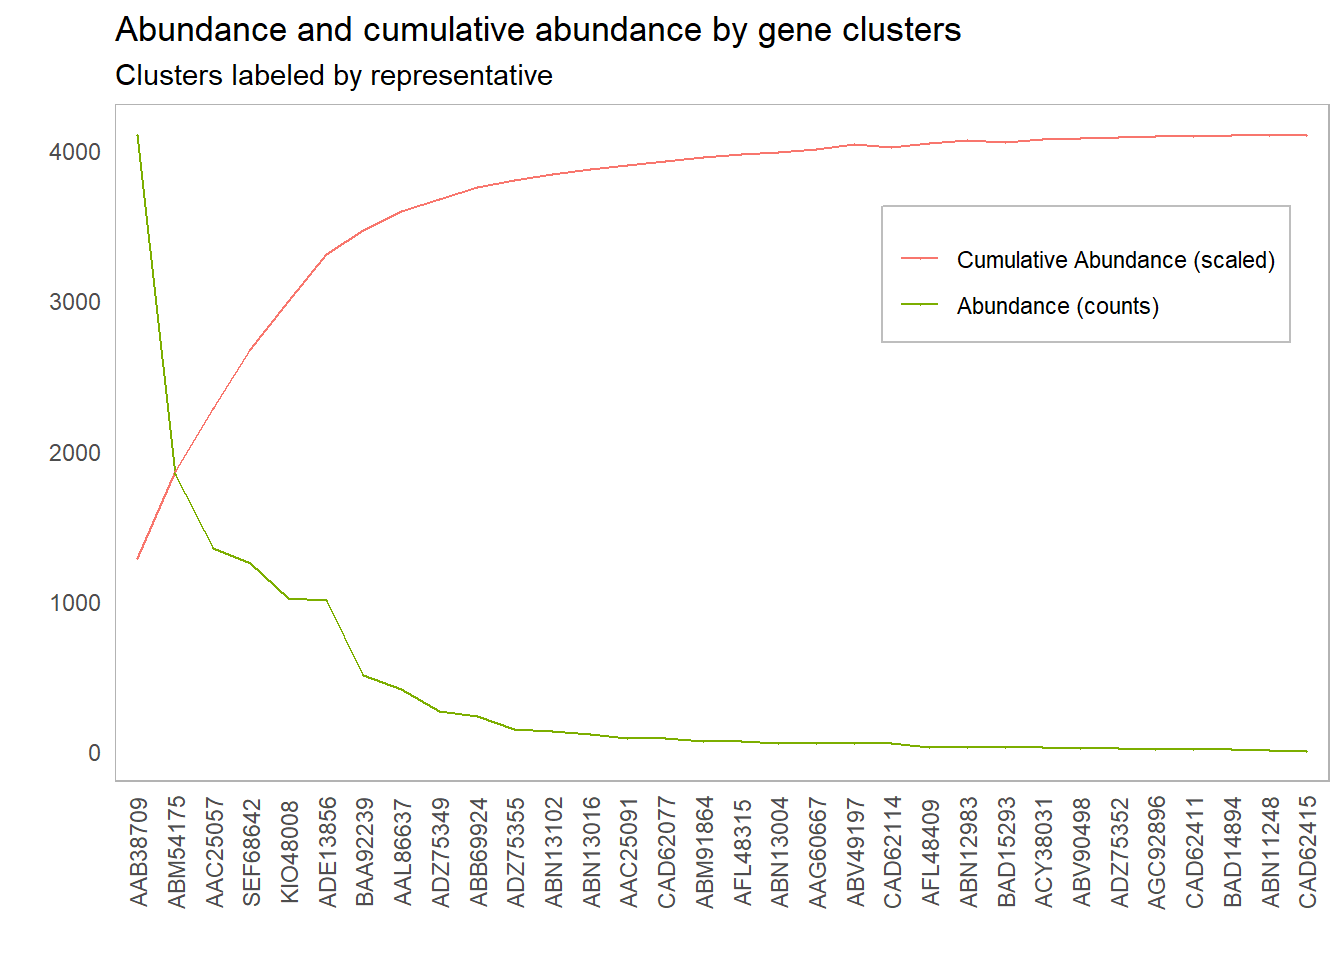 Abundance and cumulative abundance by gene clusters
Clusters labeled by representative
4000
3000
2000
1000
0
Cumulative Abundance (scaled)
Abundance (counts)
AAB38709
ABM54175
AAC25057
SEF68642
KIO48008
ADE13856
BAA92239
AAL86637
ADZ75349
ABB69924
ADZ75355
ABN13102
ABN13016
AAC25091
CAD62077
ABM91864
AFL48315
ABN13004
AAG60667
ABV49197
CAD62114
AFL48409
ABN12983
BAD15293
ACY38031
ABV90498
ADZ75352
AGC92896
CAD62411
BAD14894
ABN11248
CAD62415